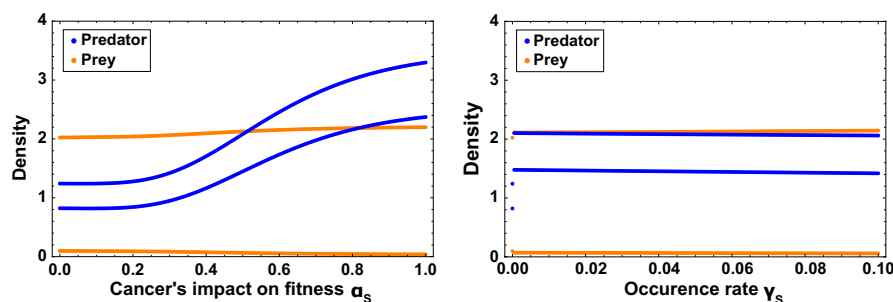 4
3
2
1
0
Density
Predator
Prey
0.0 0.2 0.4 0.6 0.8 1.0
Cancer's impact on fitness αs
4
3
2
1
0
Density
Predator
Prey
0.00 0.02 0.04 0.06 0.08 0.10
Occurence rate γs